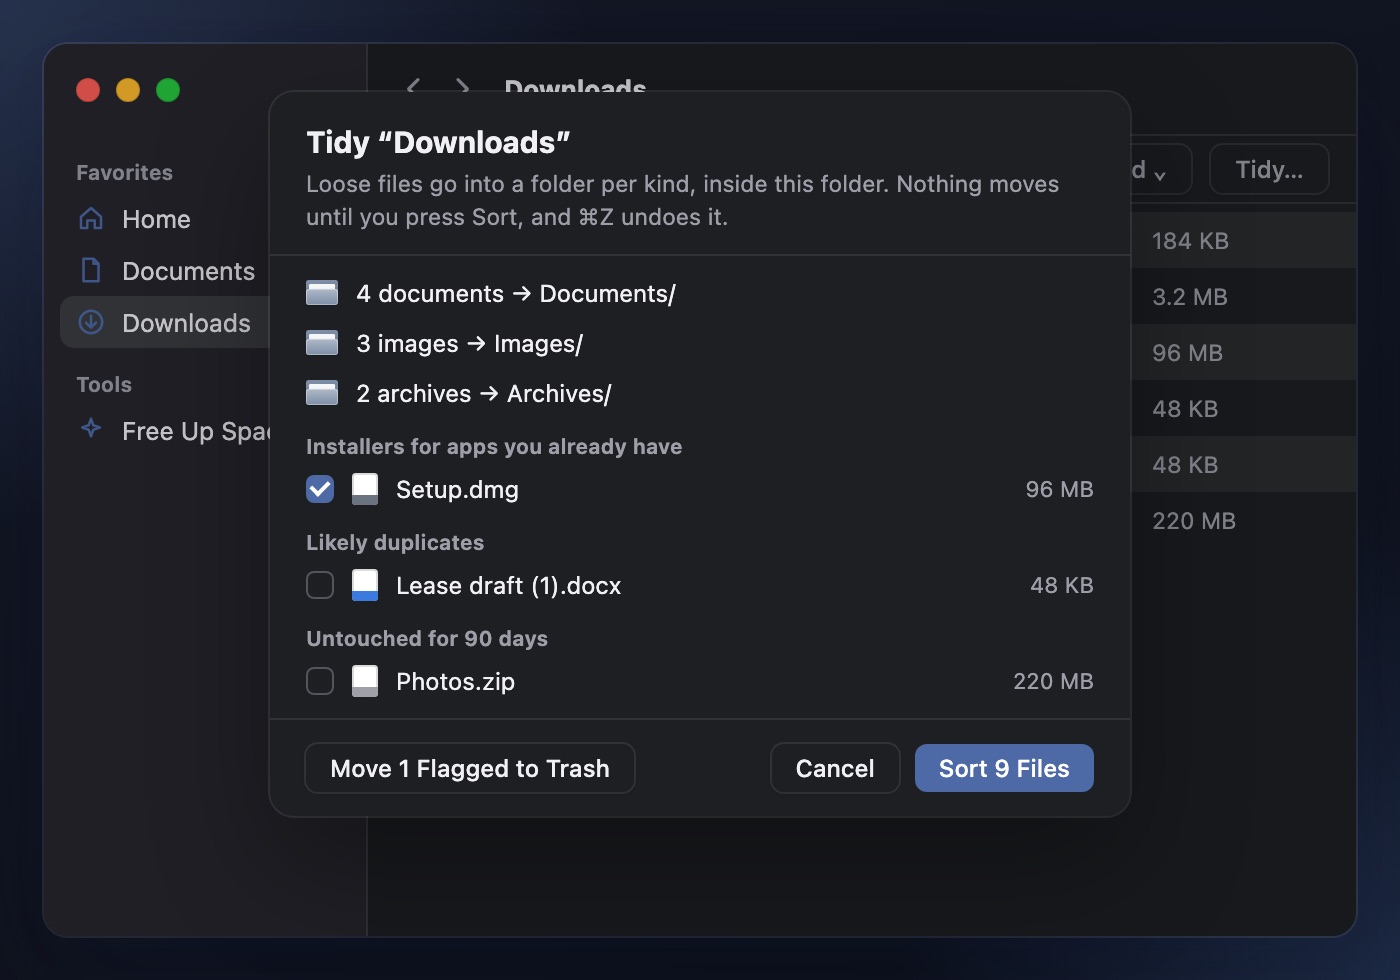 Downloads
Favorites
Home
Documents
Downloads
Tools
Free Up
Tidy...
184 KB
3.2 MB
96 MB
48 KB
48 KB
220 MB
Tidy “Downloads”
Loose files go into a folder per kind, inside this folder. Nothing moves
until you press Sort, and ⌘Z undoes it.
4 documents → Documents/
3 images → Images/
2 archives → Archives/
Installers for apps you already have
Setup.dmg 96 MB
Likely duplicates
Lease draft (1).docx 48 KB
Untouched for 90 days
Photos.zip 220 MB
Move 1 Flagged to Trash Cancel Sort 9 Files